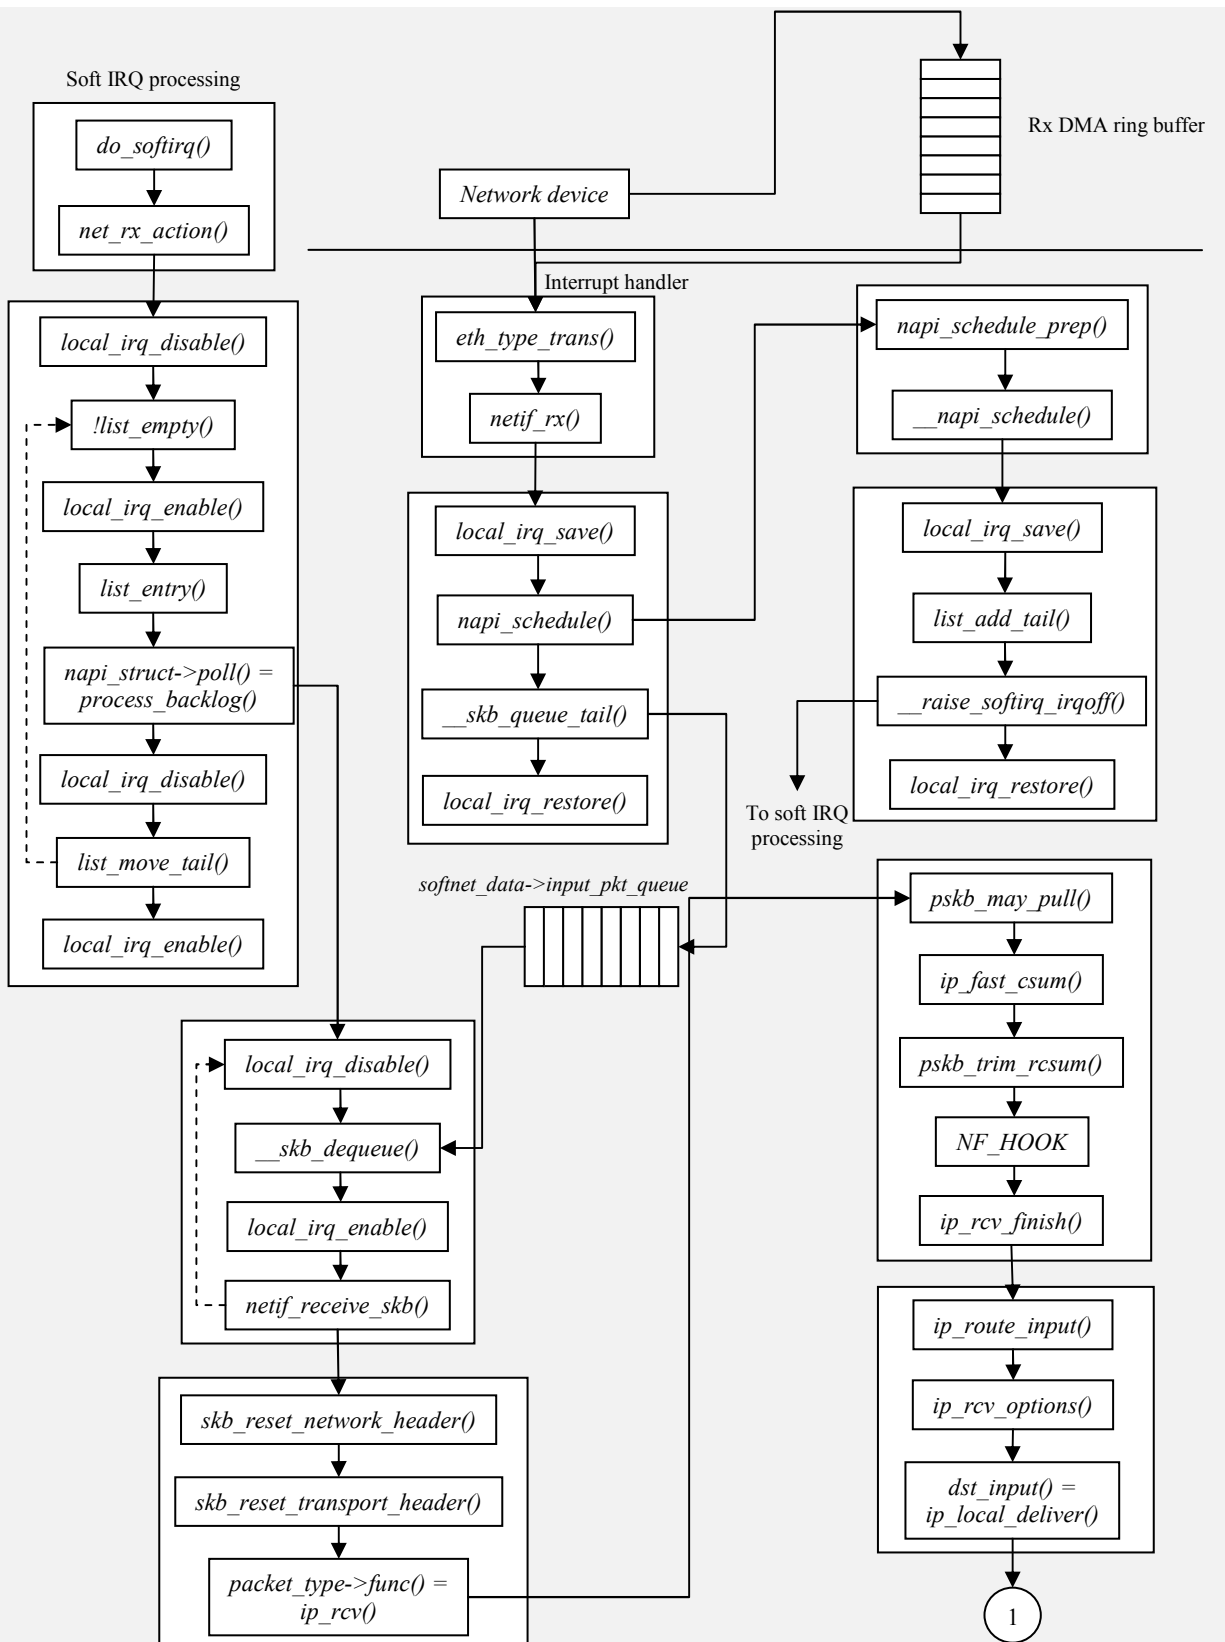 Soft IRQ processing
do_softirq()
net_rx_action()
local_irq_disable()
!list_empty()
local_irq_enable()
list_entry()
napi_struct->poll() =
process_backlog()
local_irq_disable()
list_move_tail()
local_irq_enable()
Network device
Rx DMA ring buffer
Interrupt handler
eth_type_trans()
netif_rx()
local_irq_save()
napi_schedule()
__skb_queue_tail()
local_irq_restore()
napi_schedule_prep()
__napi_schedule()
local_irq_save()
list_add_tail()
__raise_softirq_irqoff()
local_irq_restore()
To soft IRQ
processing
softnet_data->input_pkt_queue
local_irq_disable()
__skb_dequeue()
local_irq_enable()
netif_receive_skb()
skb_reset_network_header()
skb_reset_transport_header()
packet_type->func() =
ip_rcv()
pskb_may_pull()
ip_fast_csum()
pskb_trim_rcsum()
NF_HOOK
ip_rcv_finish()
ip_route_input()
ip_rcv_options()
dst_input() =
ip_local_deliver()
1